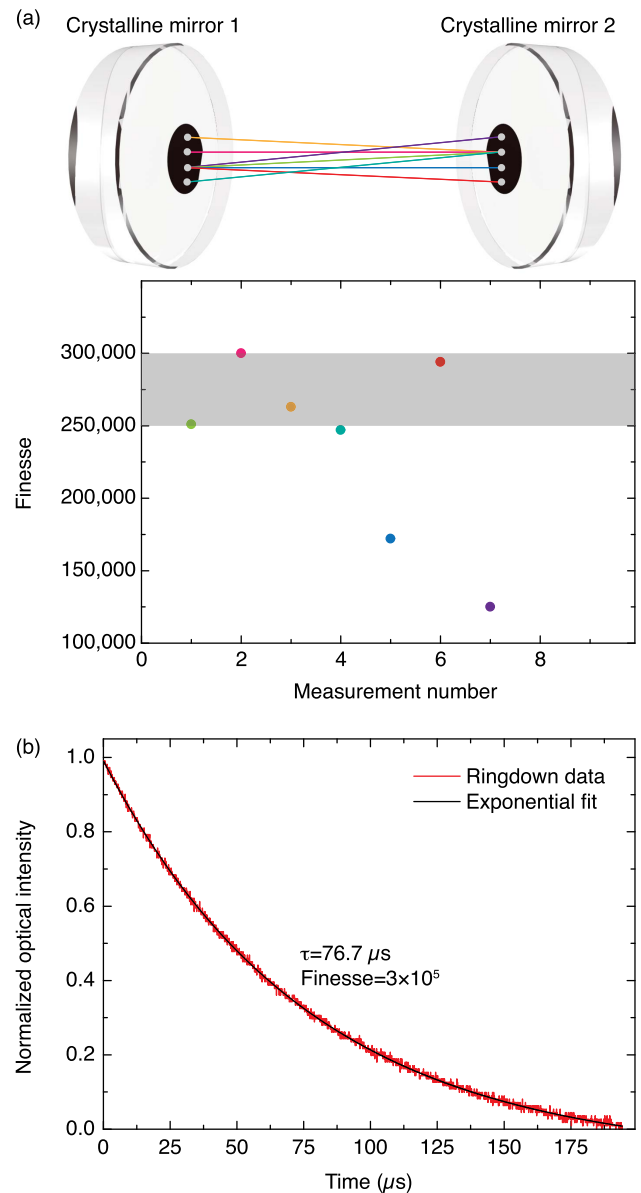 (a)
Crystalline mirror 1
Crystalline mirror 2
300,000
250,000
200,000
150,000
100,000
Finesse
0
2
4
6
8
Measurement number
(b)
1.0
0.8
0.6
0.4
0.2
0.0
Normalized optical intensity
Ringdown data
Exponential fit
τ=76.7 µs
Finesse=3×10⁵
0
25
50
75
100
125
150
175
Time (µs)